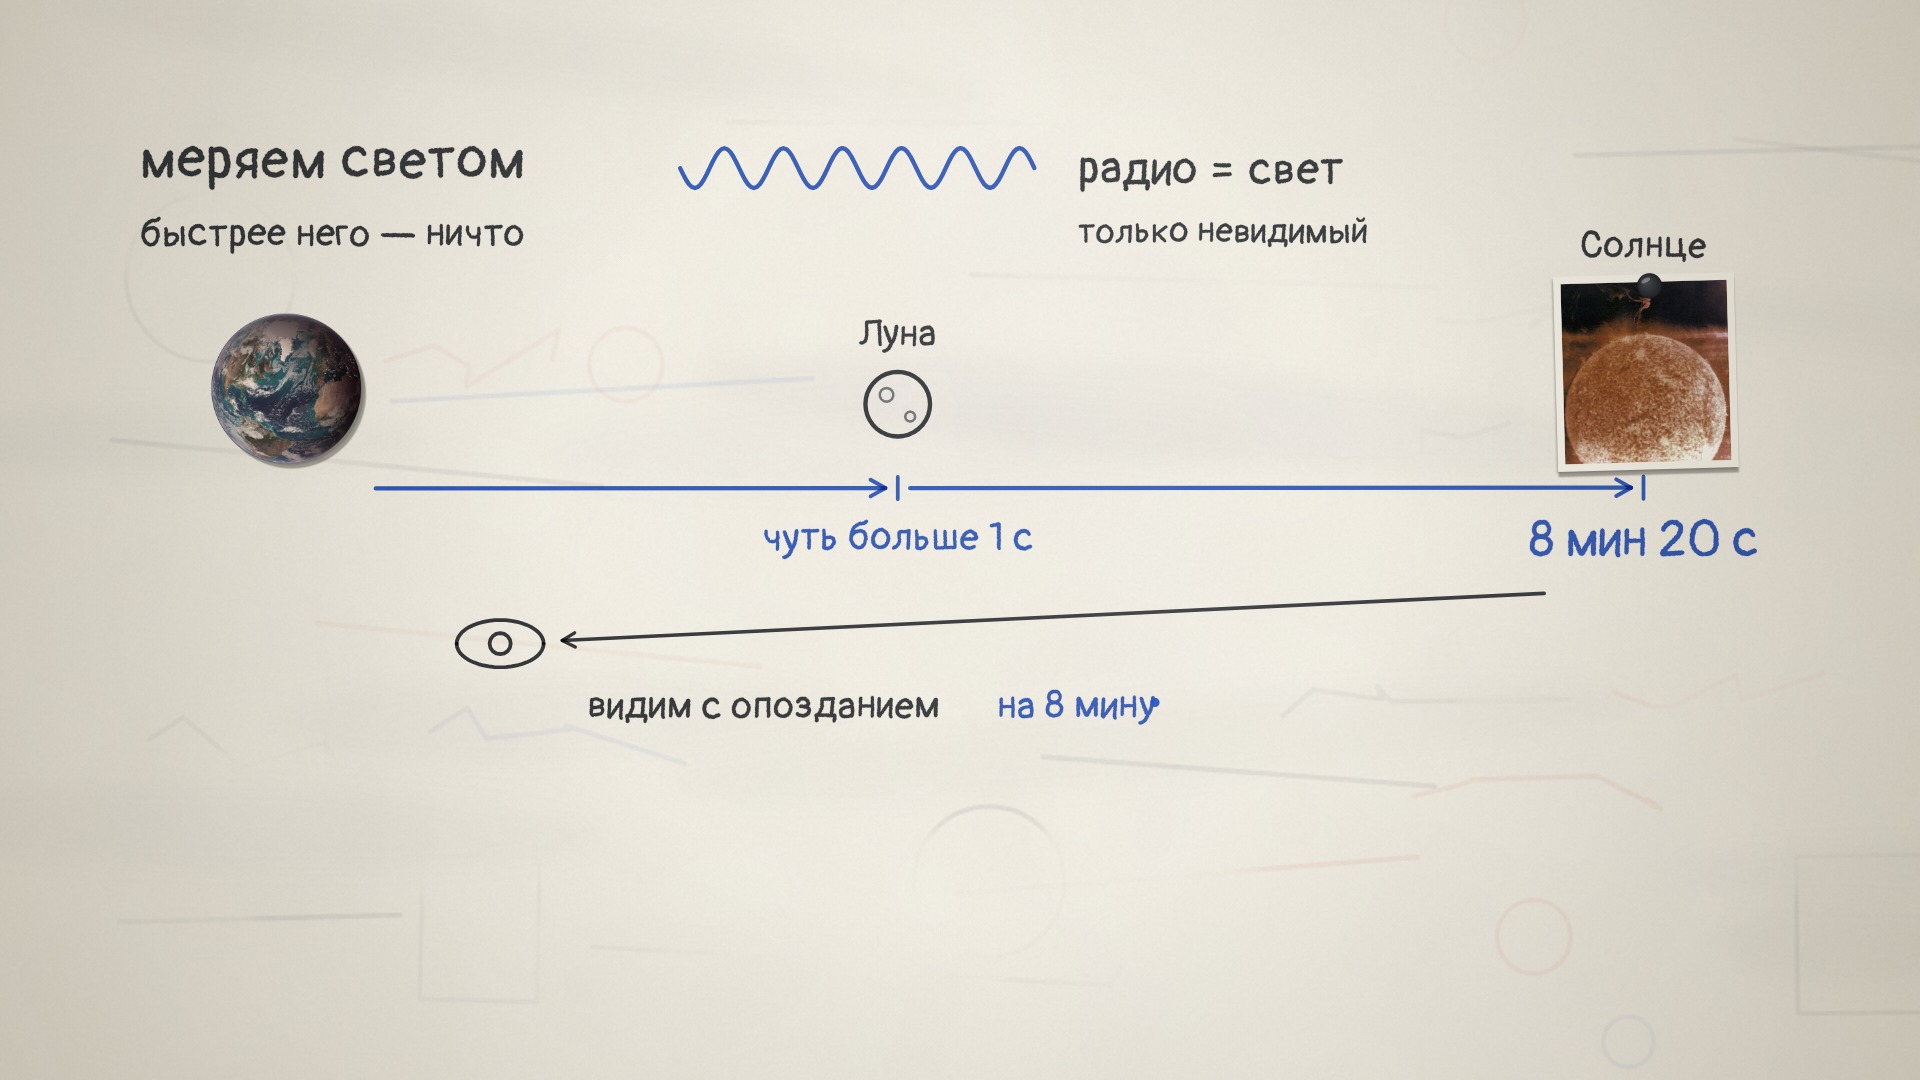 меряем светом
быстрее него — ничто
радио = свет
только невидимый
Солнце
Луна
чуть больше 1 с
8 мин 20 с
видим с опозданием на 8 мину